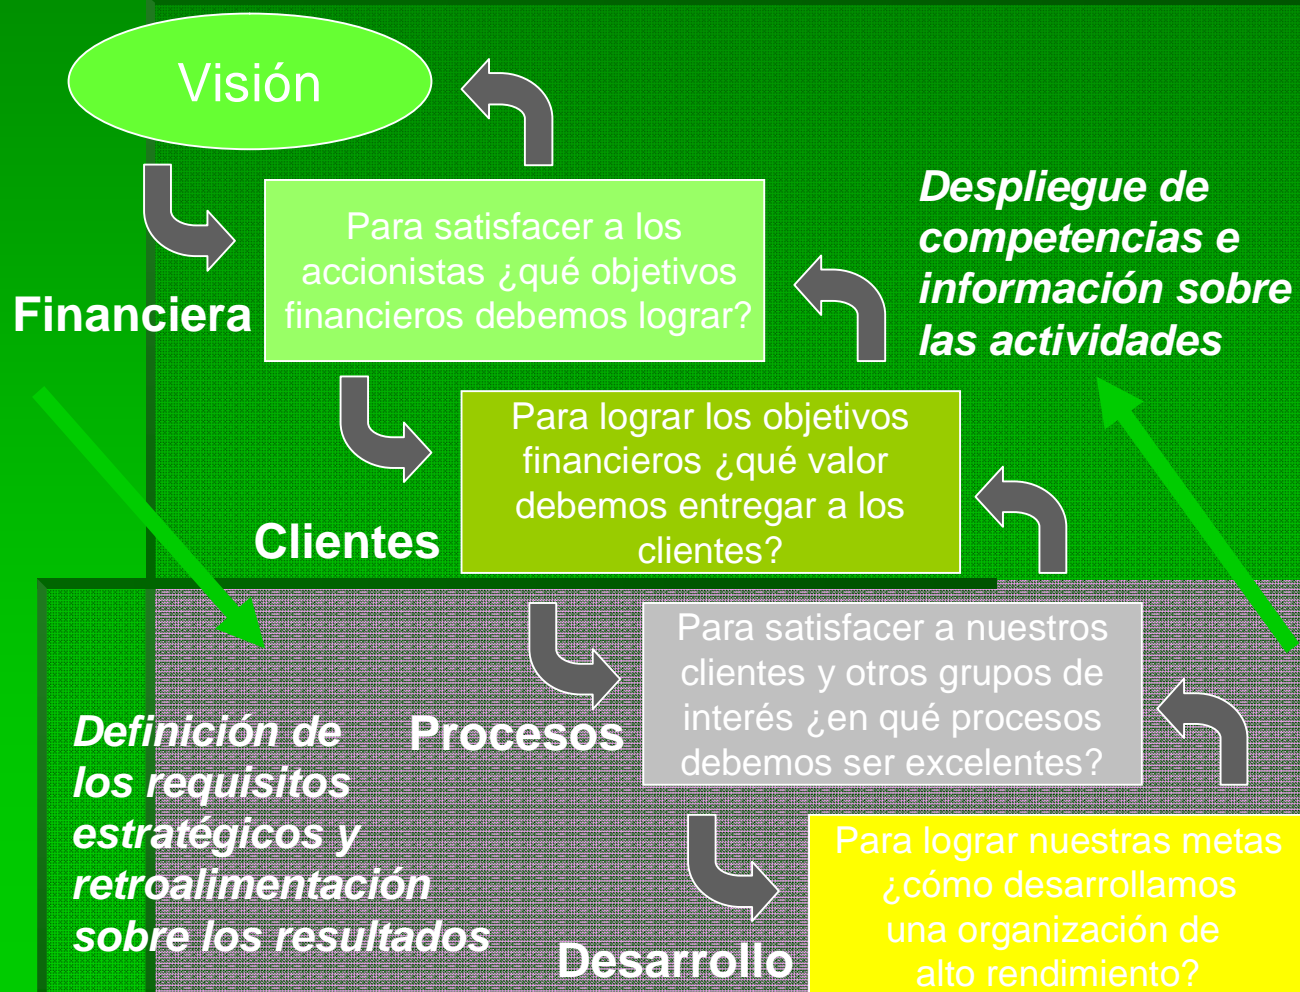 Visión
Para satisfacer a los
accionistas ¿qué objetivos
financieros debemos lograr?
Financiera
Despliegue de
competencias e
información sobre
las actividades
Para lograr los objetivos
financieros ¿qué valor
debemos entregar a los
clientes?
Clientes
Para satisfacer a nuestros
clientes y otros grupos de
interés ¿en qué procesos
debemos ser excelentes?
Procesos
Definición de
los requisitos
estratégicos y
retroalimentación
sobre los resultados
Para lograr nuestras metas
¿cómo desarrollamos
una organización de
alto rendimiento?
Desarrollo